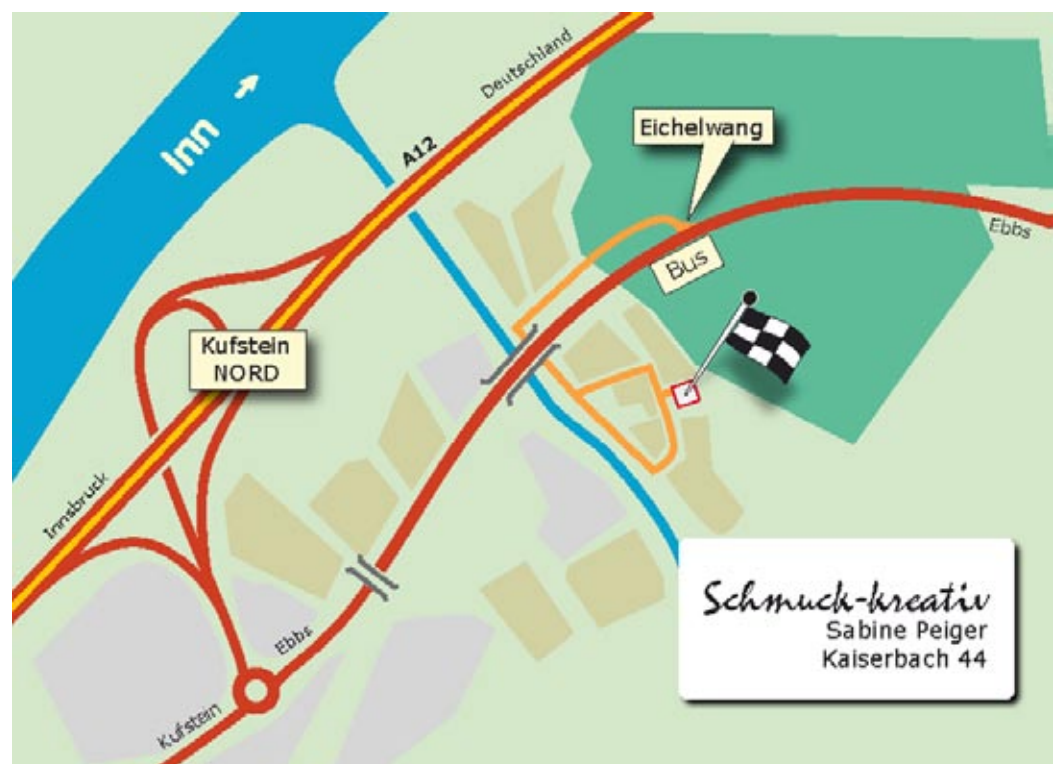 Deutschland
Inn
A12
Eichelwang
Ebbs
Bus
Kufstein
NORD
Innsbruck
Ebbs
Kufstein
Schmuck-kreativ
Sabine Peiger
Kaiserbach 44